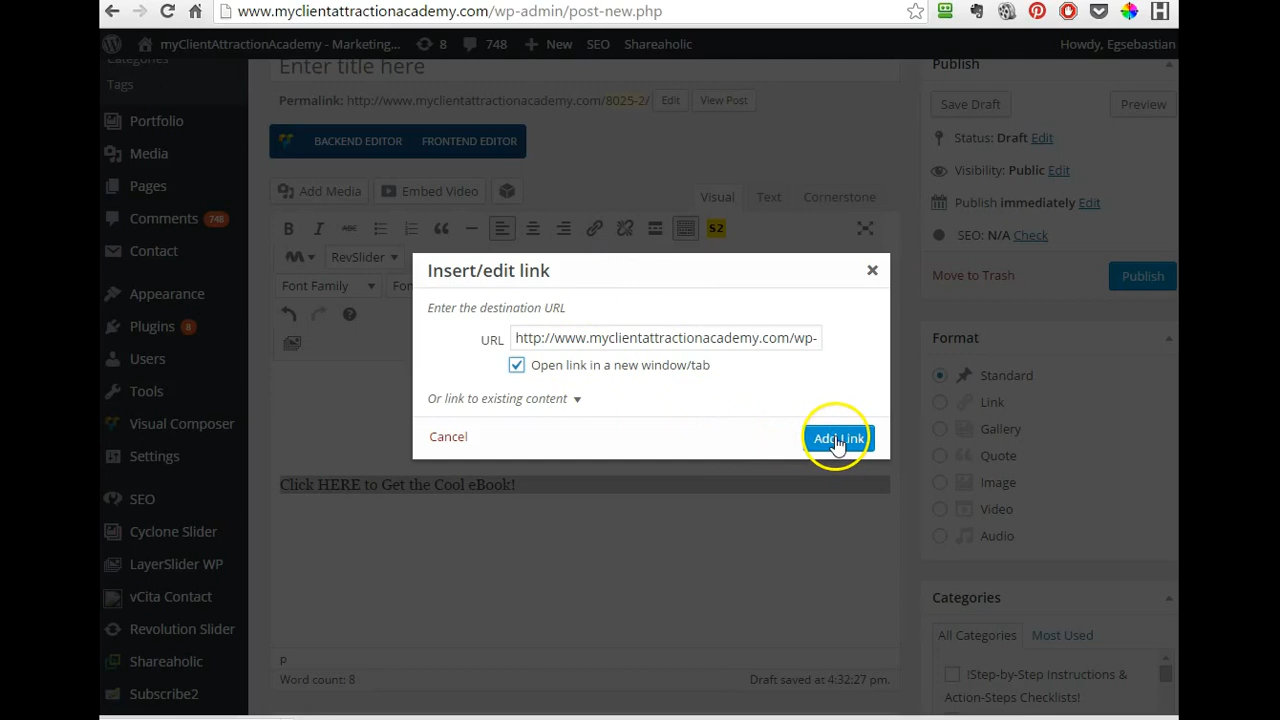 www.myclientattractionacademy.com/wp-admin/post-new.php
myClientAttractionAcademy - Marketing... 8 748 New SEO Shareaholic Howdy, Egsebastian
Categories
Tags
Portfolio
Media
Pages
Comments 748
Contact
Appearance
Plugins 8
Users
Tools
Visual Composer
Settings
SEO
Cyclone Slider
LayerSlider WP
vCita Contact
Revolution Slider
Shareaholic
Subscribe2
Enter title here
Permalink: http://www.myclientattractionacademy.com/8025-2/ Edit View Post
BACKEND EDITOR FRONTEND EDITOR
Add Media Embed Video Visual Text Cornerstone
B I ABC S2
RevSlider
Font Family
Insert/edit link
Enter the destination URL
URL http://www.myclientattractionacademy.com/wp-
Open link in a new window/tab
Or link to existing content
Cancel Add Link
Click HERE to Get the Cool eBook!
p
Word count: 8 Draft saved at 4:32:27 pm.
Publish
Save Draft Preview
Status: Draft Edit
Visibility: Public Edit
Publish immediately Edit
SEO: N/A Check
Move to Trash Publish
Format
Standard
Link
Gallery
Quote
Image
Video
Audio
Categories
All Categories Most Used
!Step-by-Step Instructions &
Action-Steps Checklists!